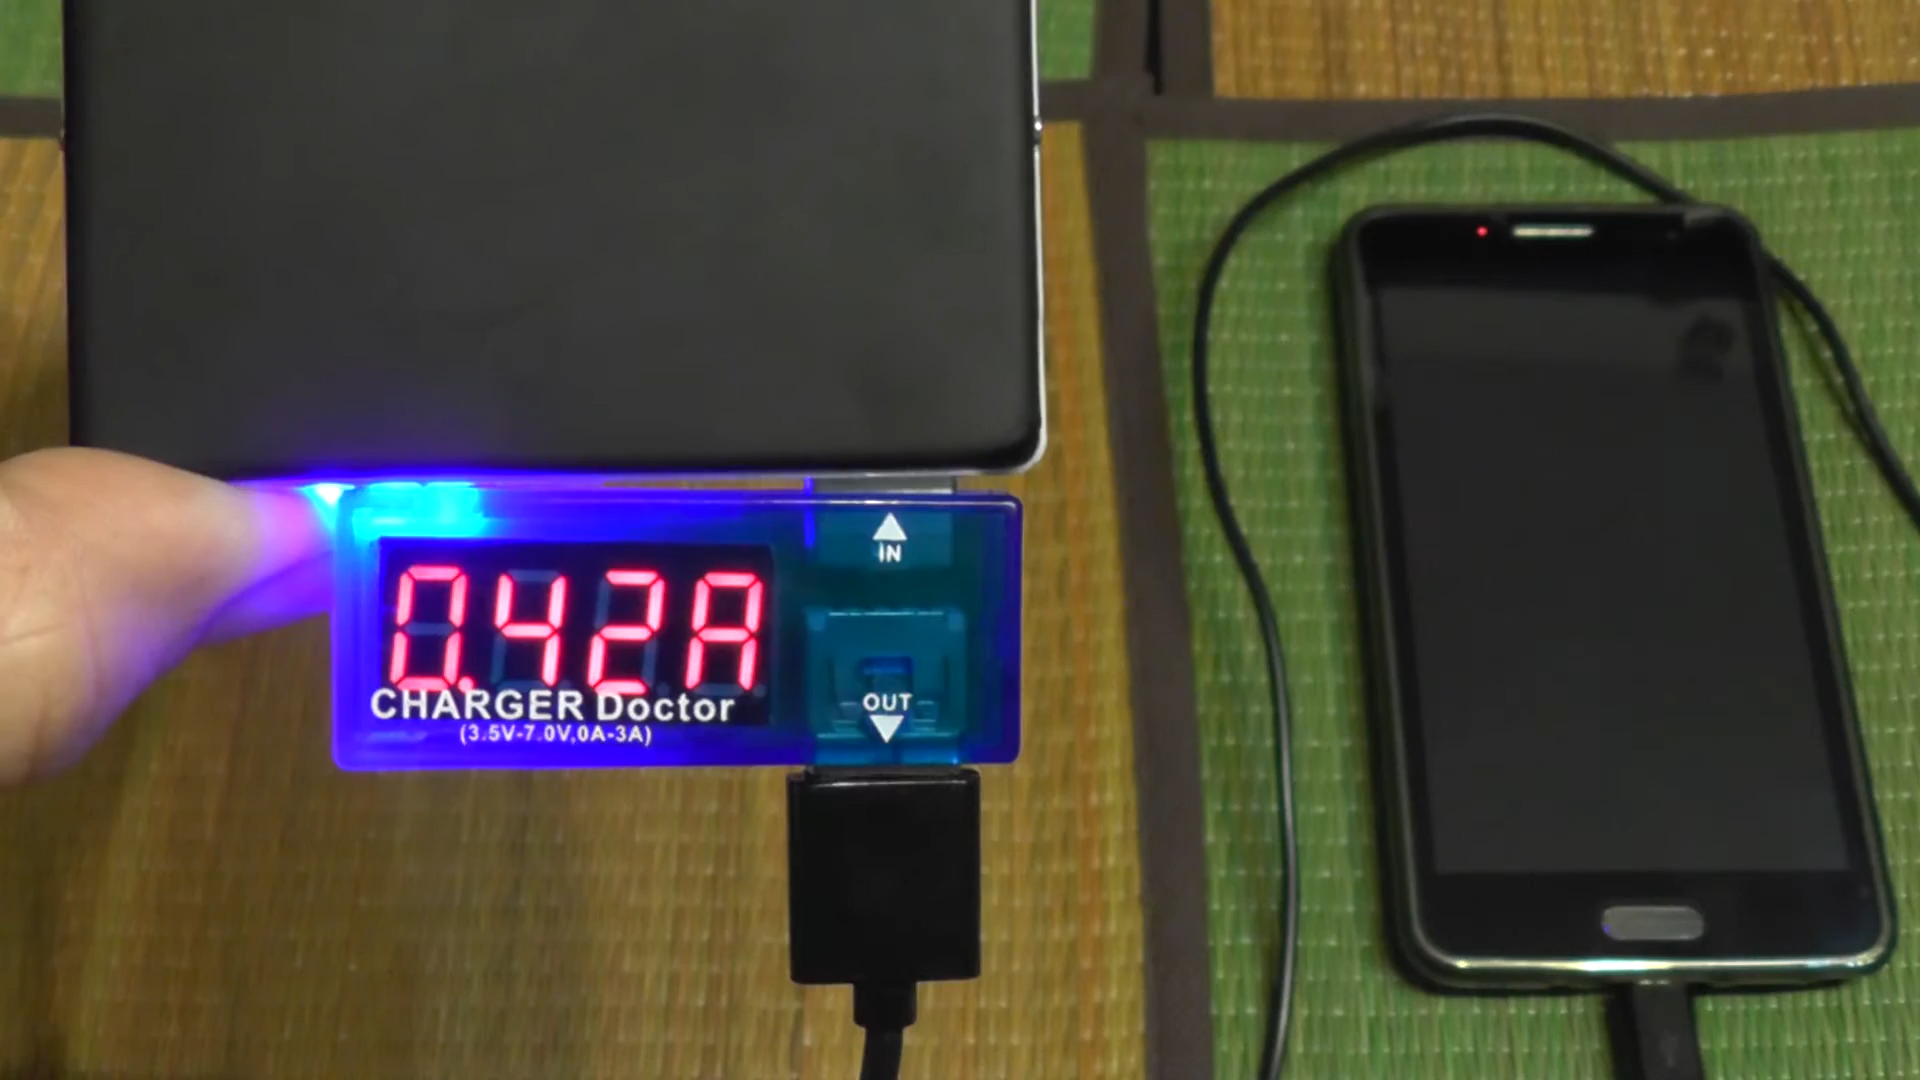 IN
0.42A
OUT
CHARGER Doctor
(3.5V-7.0V,0A-3A)